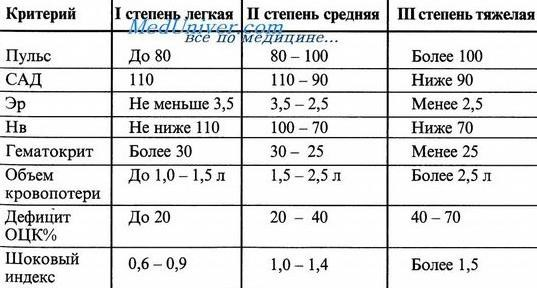 Критерий I степень легкая II степень средняя III степень тяжелая
MedUniver.com
все по медицине...
Пульс До 80 80 – 100 Более 100
САД 110 110 – 90 Ниже 90
Эр Не меньше 3,5 3,5 – 2,5 Менее 2,5
Нв Не ниже 110 100 – 70 Ниже 70
Гематокрит Более 30 30 – 25 Менее 25
Объем До 1,0 – 1,5 л 1,5 – 2,5 л Более 2,5 л
кровопотери
Дефицит До 20 20 – 40 40 – 70
ОЦК%
Шоковый 0,6 – 0,9 1,0 – 1,4 Более 1,5
индекс